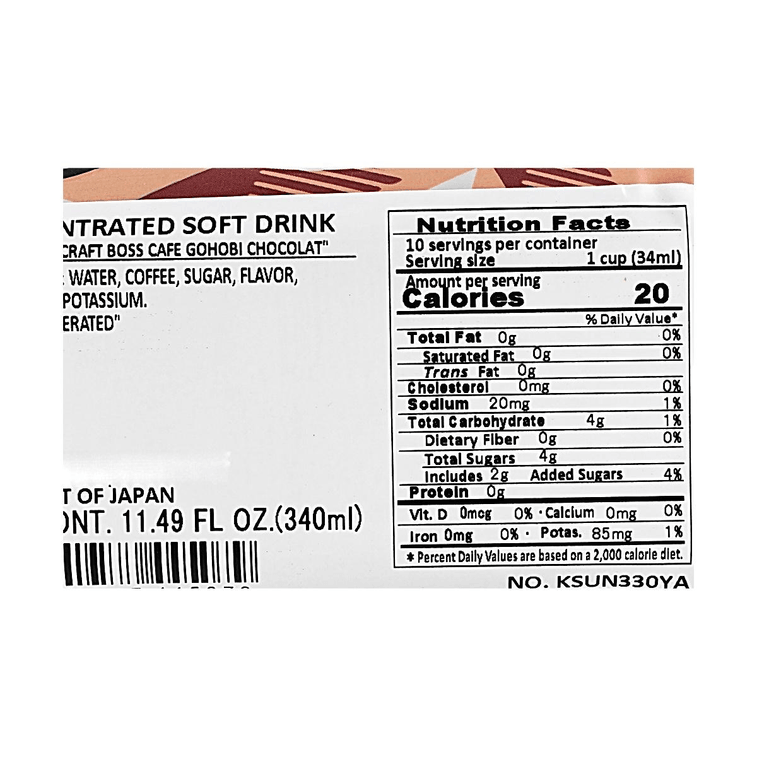 NTRATED SOFT DRINK
CRAFT BOSS CAFE GOHOBI CHOCOLAT"
: WATER, COFFEE, SUGAR, FLAVOR,
POTASSIUM.
ERATED"
T OF JAPAN
ONT. 11.49 FL OZ.(340ml)
Nutrition Facts
10 servings per container
Serving size 1 cup (34ml)
Amount per serving
Calories 20
% Daily Value*
Total Fat 0g 0%
Saturated Fat 0g 0%
Trans Fat 0g
Cholesterol 0mg 0%
Sodium 20mg 1%
Total Carbohydrate 4g 1%
Dietary Fiber 0g 0%
Total Sugars 4g
Includes 2g Added Sugars 4%
Protein 0g
Vit. D 0mcg 0% · Calcium 0mg 0%
Iron 0mg 0% · Potas. 85mg 1%
* Percent Daily Values are based on a 2,000 calorie diet.
NO. KSUN330YA